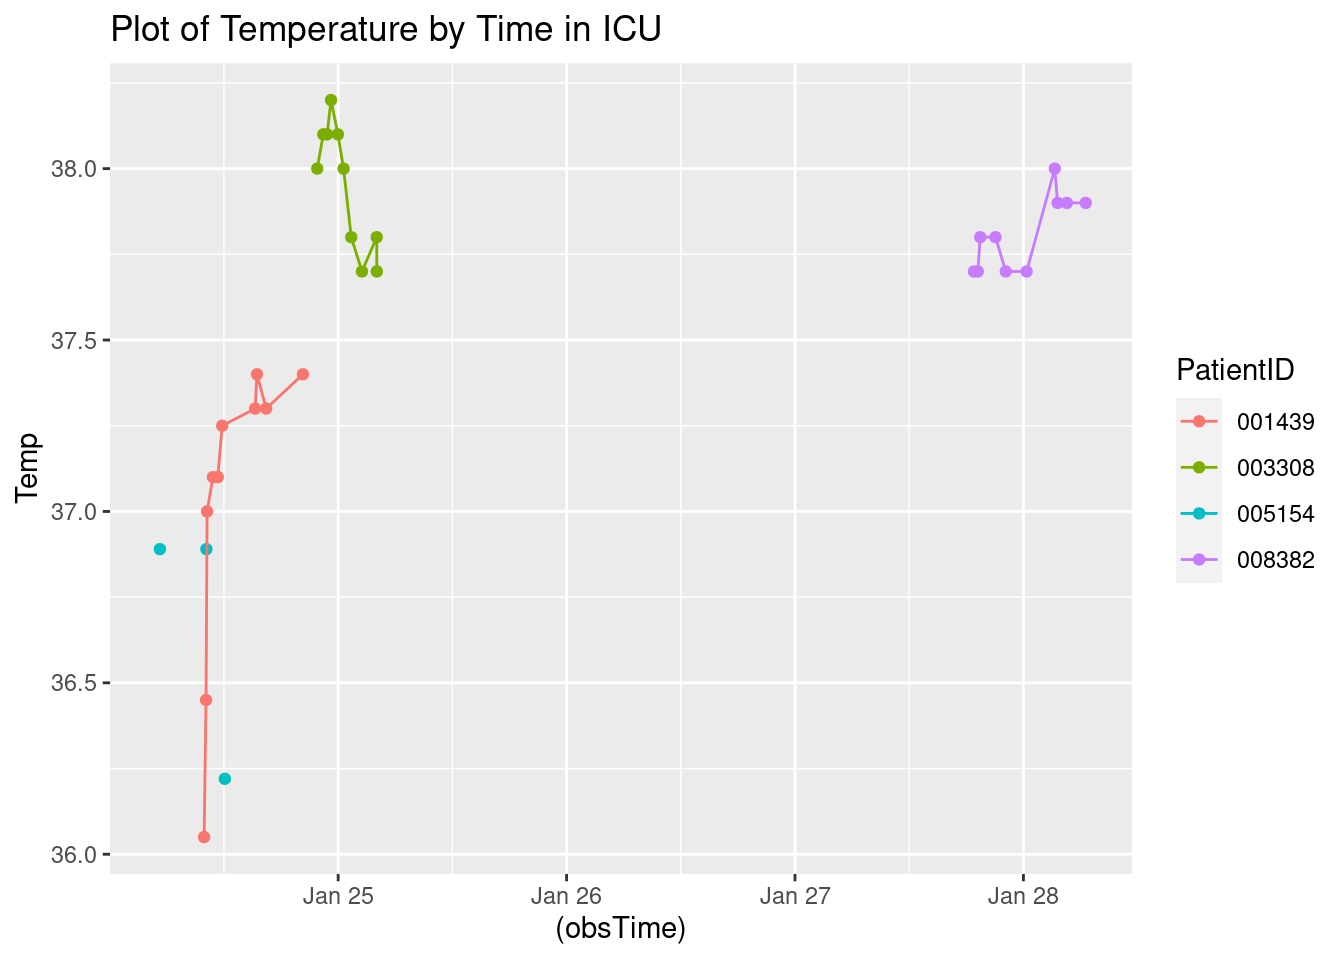 Plot of Temperature by Time in ICU
38.0
37.5
37.0
36.5
36.0
Temp
Jan 25
Jan 26
Jan 27
Jan 28
(obsTime)
PatientID
001439
003308
005154
008382